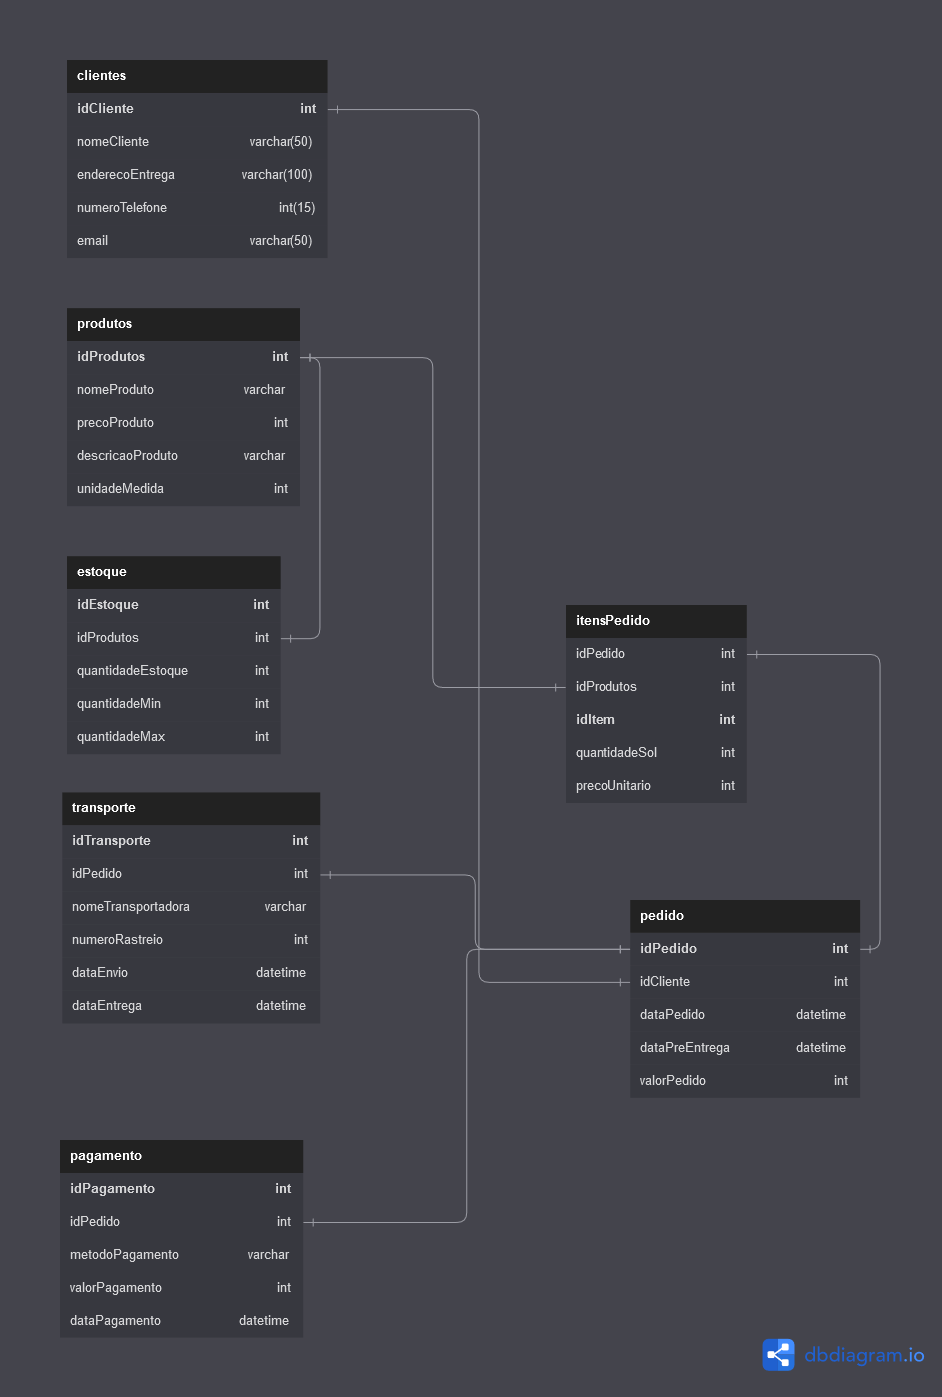 clientes
idCliente int
nomeCliente varchar(50)
enderecoEntrega varchar(100)
numeroTelefone int(15)
email varchar(50)
produtos
idProdutos int
nomeProduto varchar
precoProduto int
descricaoProduto varchar
unidadeMedida int
estoque
idEstoque int
idProdutos int
quantidadeEstoque int
quantidadeMin int
quantidadeMax int
itensPedido
idPedido int
idProdutos int
idItem int
quantidadeSol int
precoUnitario int
transporte
idTransporte int
idPedido int
nomeTransportadora varchar
numeroRastreio int
dataEnvio datetime
dataEntrega datetime
pedido
idPedido int
idCliente int
dataPedido datetime
dataPreEntrega datetime
valorPedido int
pagamento
idPagamento int
idPedido int
metodoPagamento varchar
valorPagamento int
dataPagamento datetime
dbdiagram.io